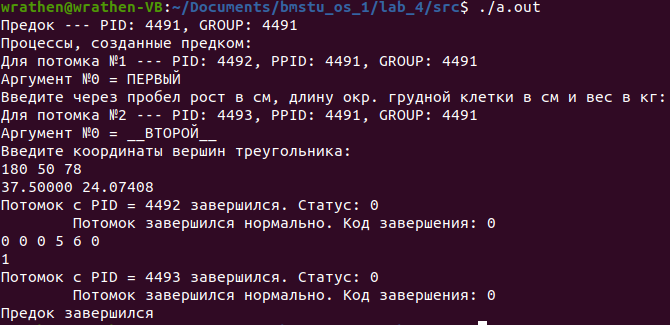 wrathen@wrathen-VB:~/Documents/bmstu_os_1/lab_4/src$ ./a.out
Предок --- PID: 4491, GROUP: 4491
Процессы, созданные предком:
Для потомка №1 --- PID: 4492, PPID: 4491, GROUP: 4491
Аргумент №0 = ПЕРВЫЙ
Введите через пробел рост в см, длину окр. грудной клетки в см и вес в кг:
Для потомка №2 --- PID: 4493, PPID: 4491, GROUP: 4491
Аргумент №0 = __ВТОРОЙ__
Введите координаты вершин треугольника:
180 50 78
37.50000 24.07408
Потомок с PID = 4492 завершился. Статус: 0
Потомок завершился нормально. Код завершения: 0
0 0 0 5 6 0
1
Потомок с PID = 4493 завершился. Статус: 0
Потомок завершился нормально. Код завершения: 0
Предок завершился